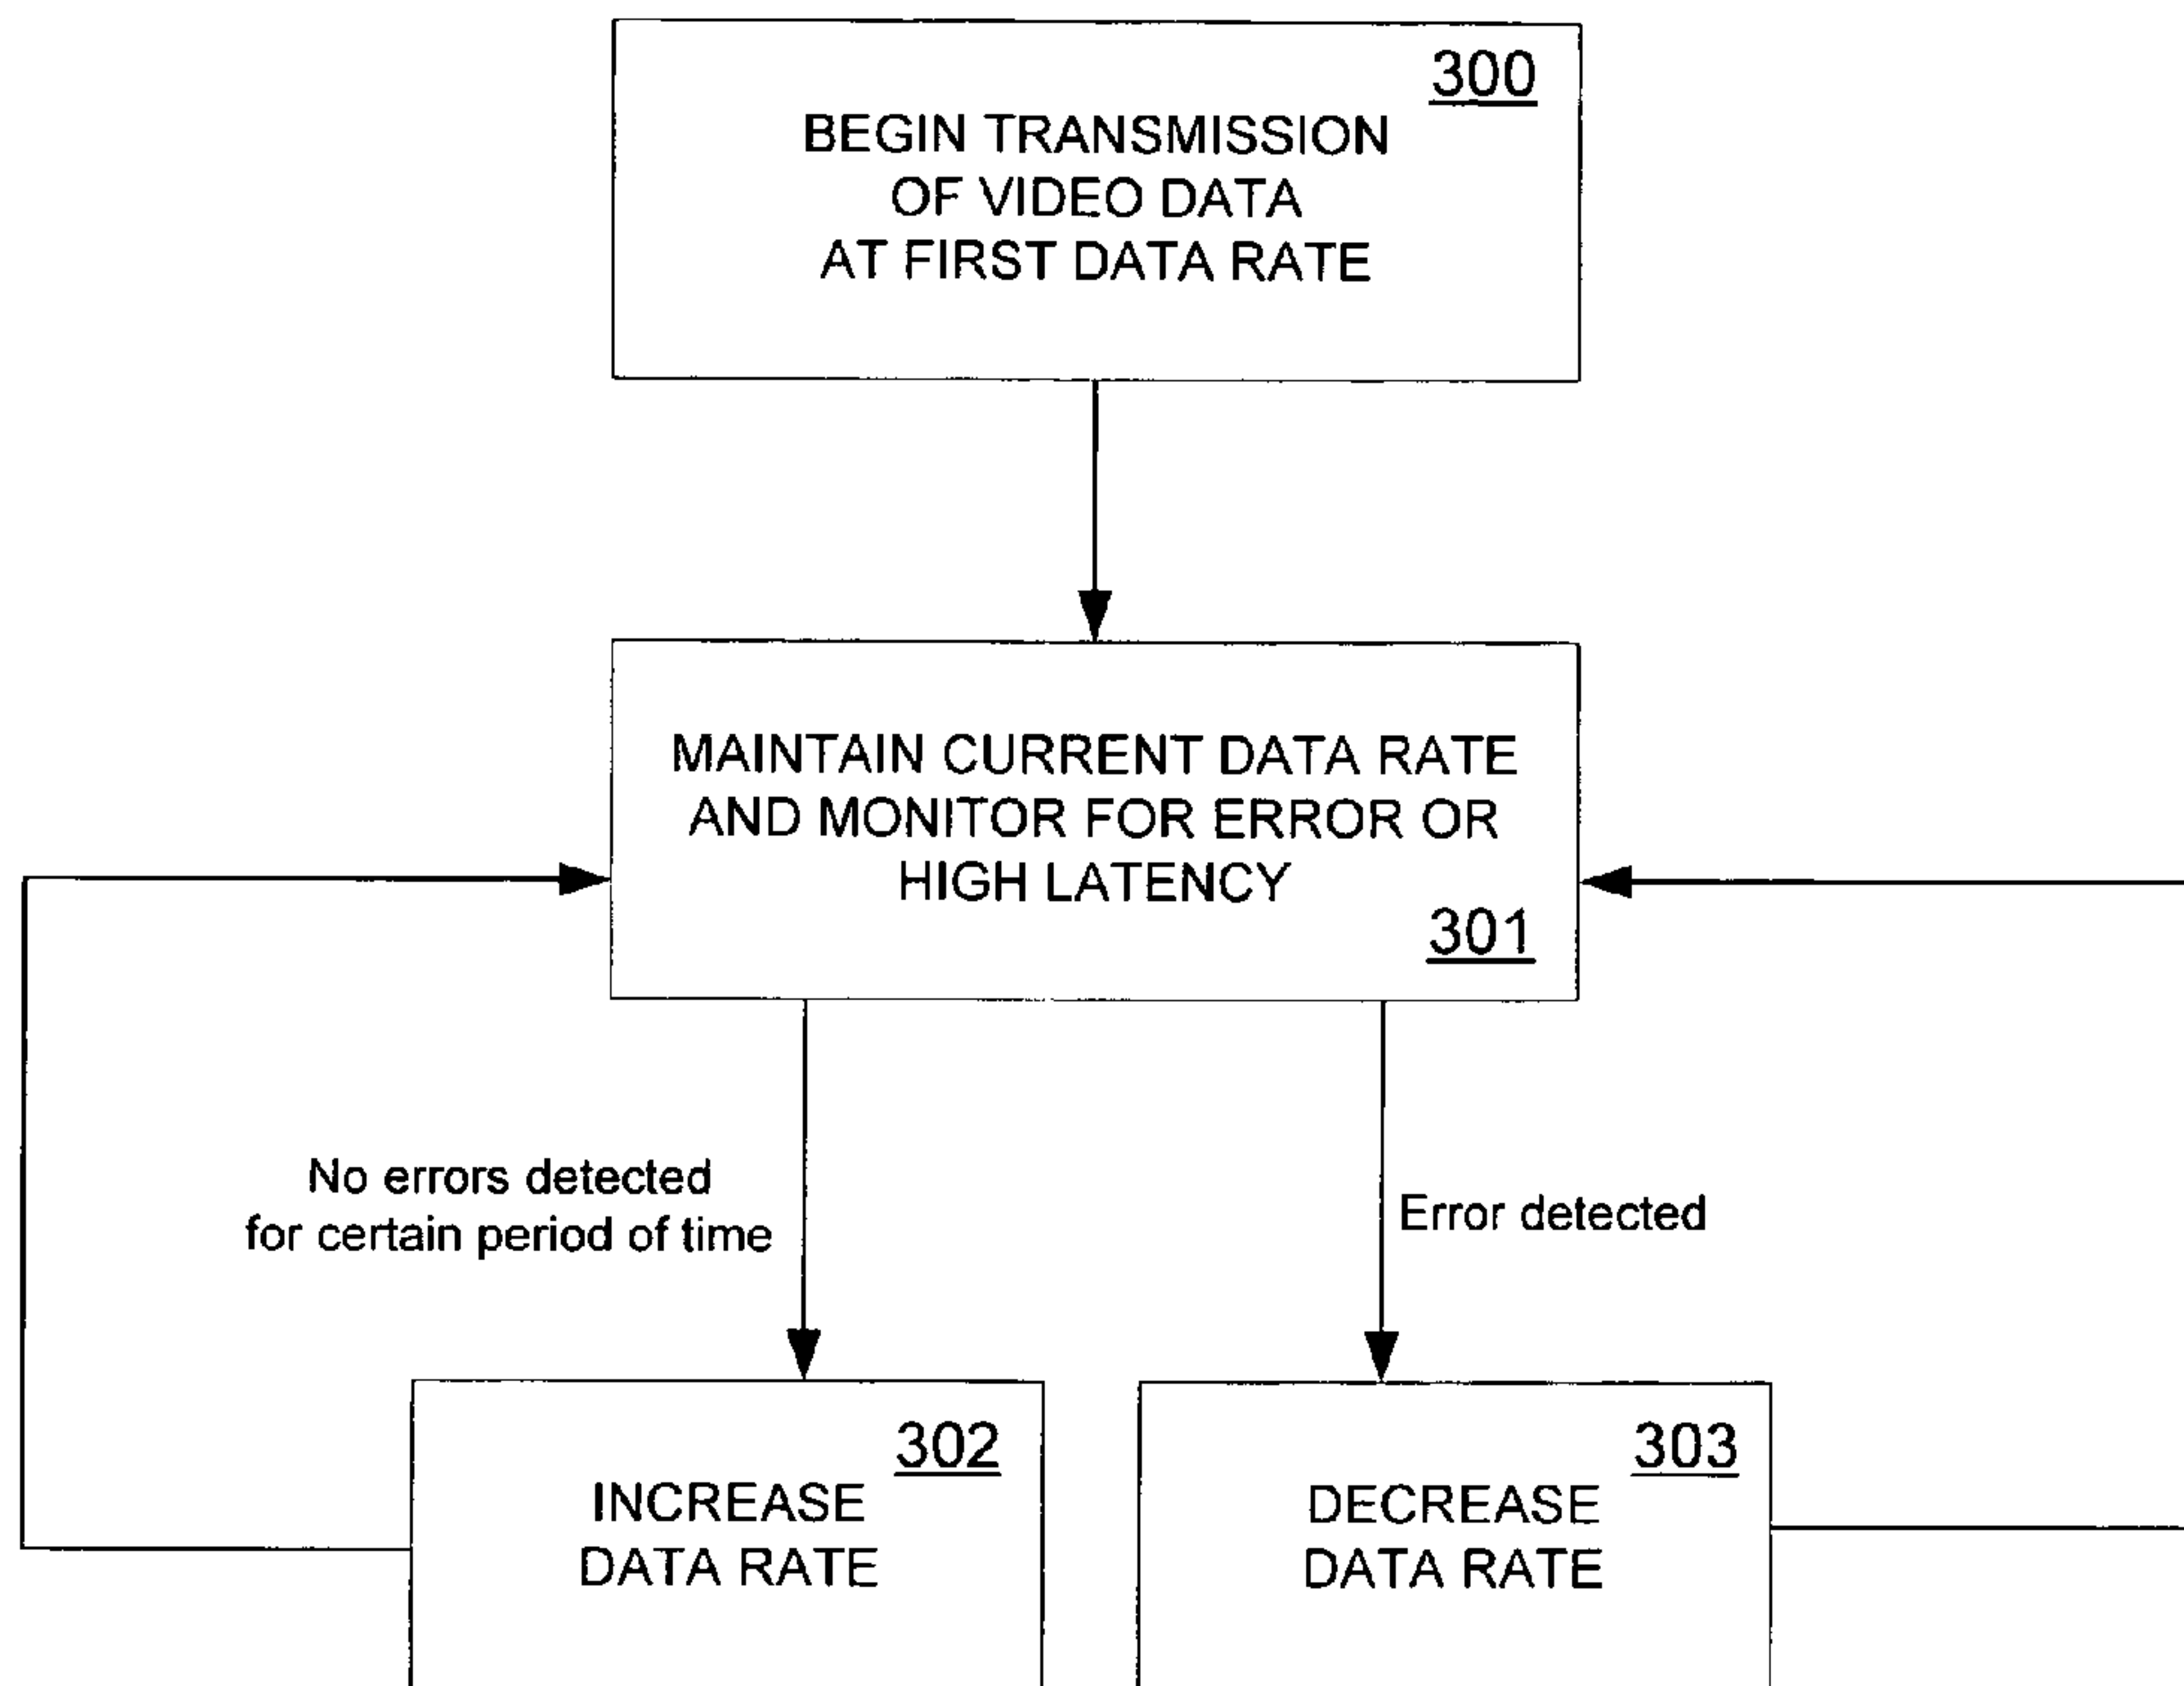 300
BEGIN TRANSMISSION
OF VIDEO DATA
AT FIRST DATA RATE
MAINTAIN CURRENT DATA RATE
AND MONITOR FOR ERROR OR
HIGH LATENCY
301
No errors detected
for certain period of time
Error detected
302
INCREASE
DATA RATE
303
DECREASE
DATA RATE